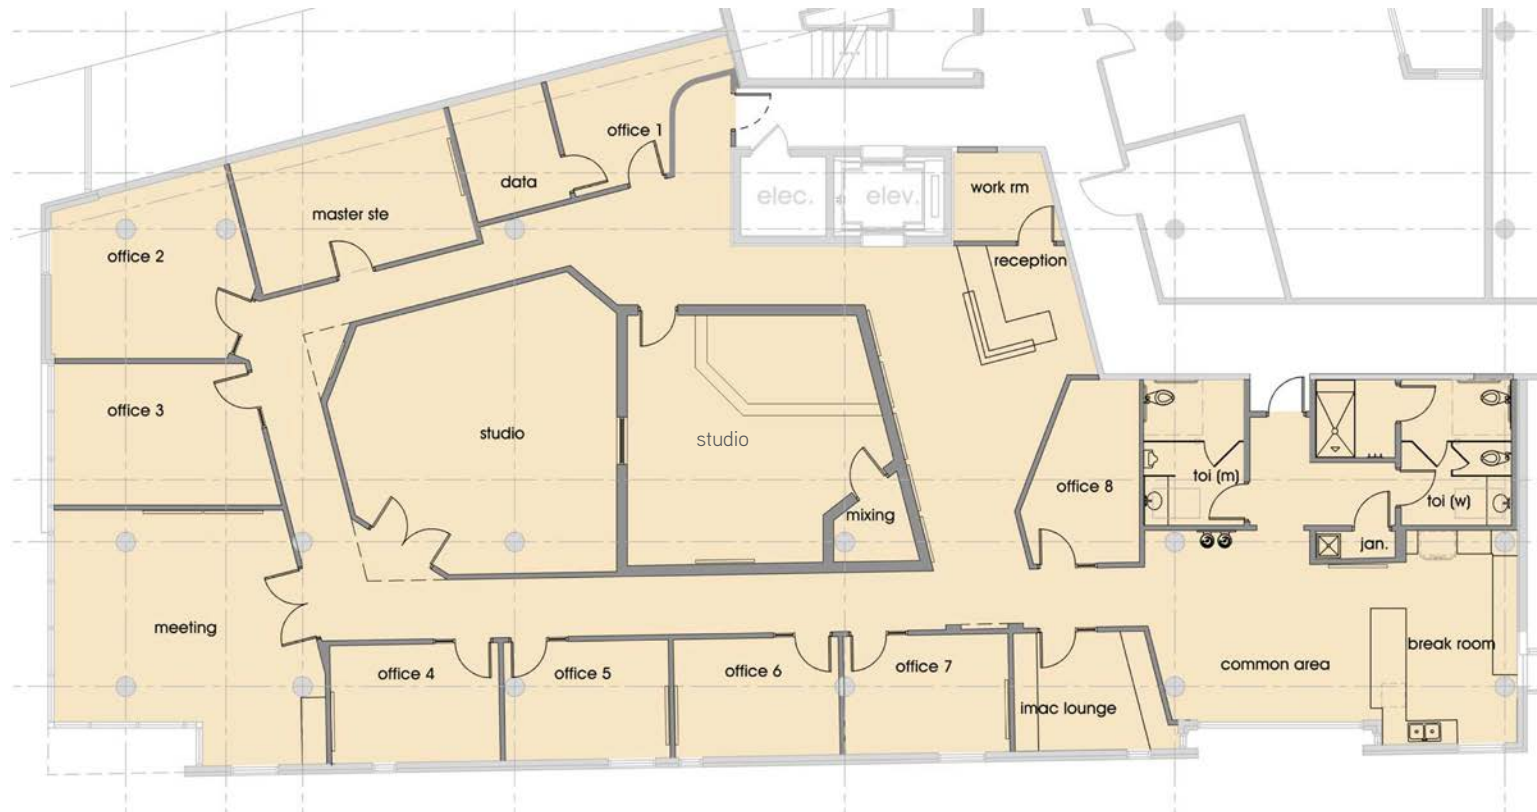 office 1
data
elec.
elev.
work rm
master ste
office 2
reception
office 3
studio
studio
office 8
toi (m)
toi (w)
mixing
jan.
meeting
office 4
office 5
office 6
office 7
imac lounge
common area
break room